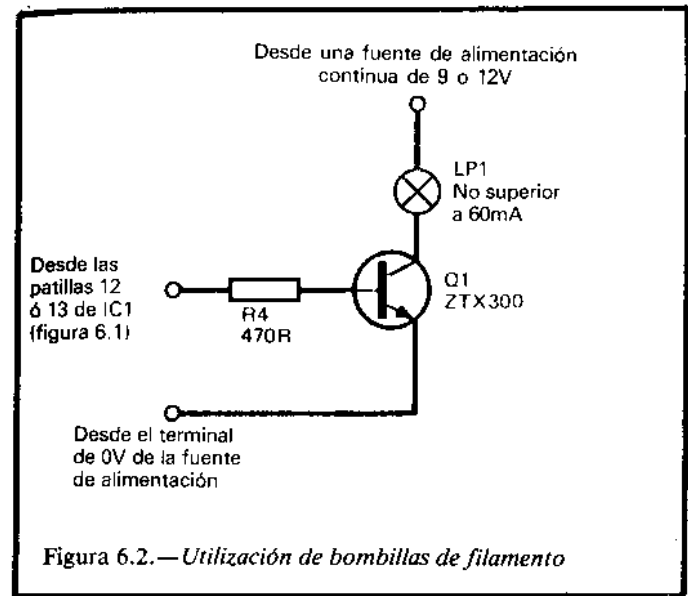 Desde una fuente de alimentación
contínua de 9 o 12V
LP1
No superior
a 60mA
Desde las
patillas 12
ó 13 de IC1
(figura 6.1)
R4
470R
Q1
ZTX300
Desde el terminal
de 0V de la fuente
de alimentación
Figura 6.2.—Utilización de bombillas de filamento